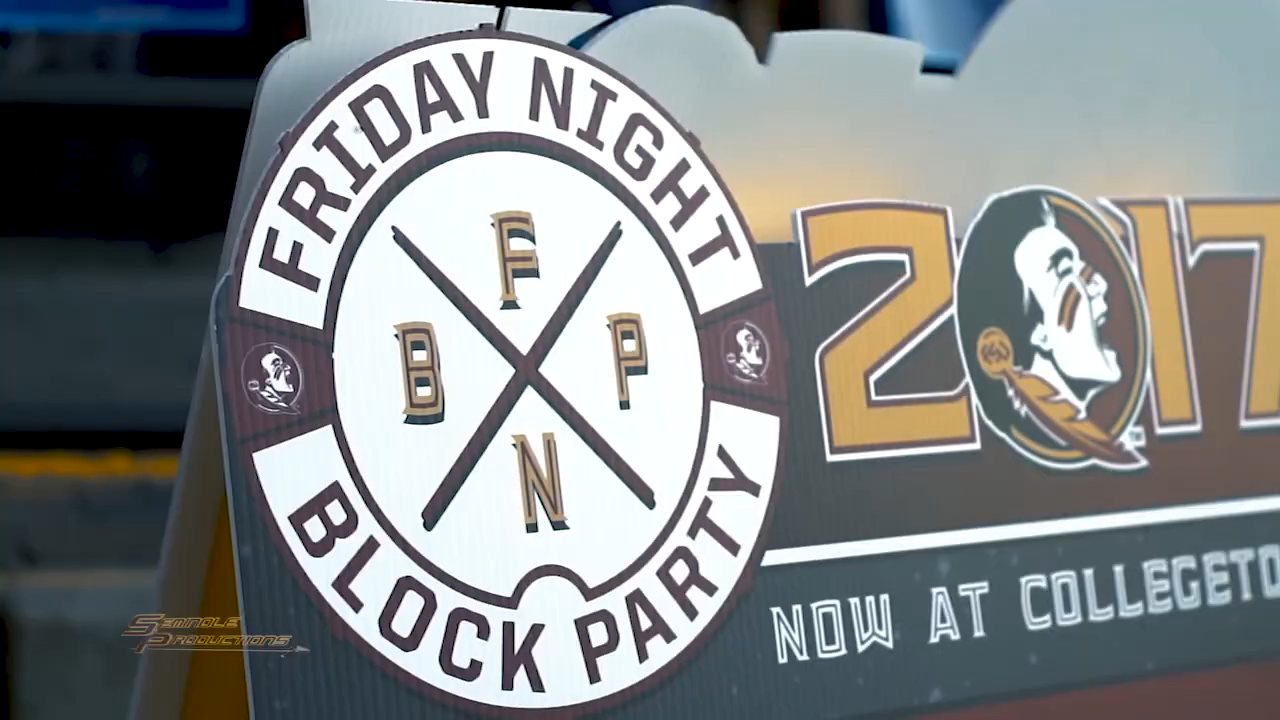 FRIDAY NIGHT
F
B P
N
BLOCK PARTY
2017
NOW AT COLLEGETO
SEMINOLE
PRODUCTIONS